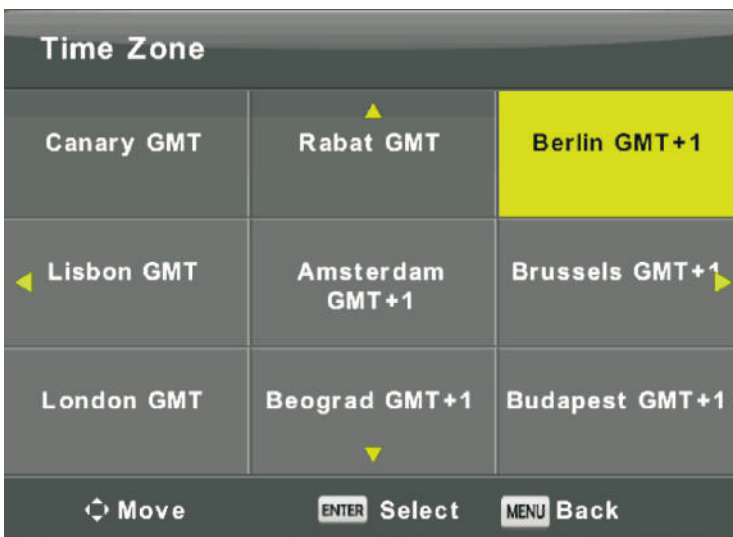 Time Zone
Canary GMT
Rabat GMT
Berlin GMT+1
Lisbon GMT
Amsterdam
GMT+1
Brussels GMT+1
London GMT
Beograd GMT+1
Budapest GMT+1
Move
ENTER Select
MENU Back